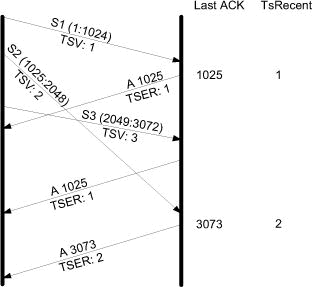 Last ACK TsRecent
S1 (1:1024)
TSV: 1
S2 (1025:2048)
TSV: 2
A 1025
TSER: 1
1025 1
S3 (2049:3072)
TSV: 3
A 1025
TSER: 1
3073 2
A 3073
TSER: 2